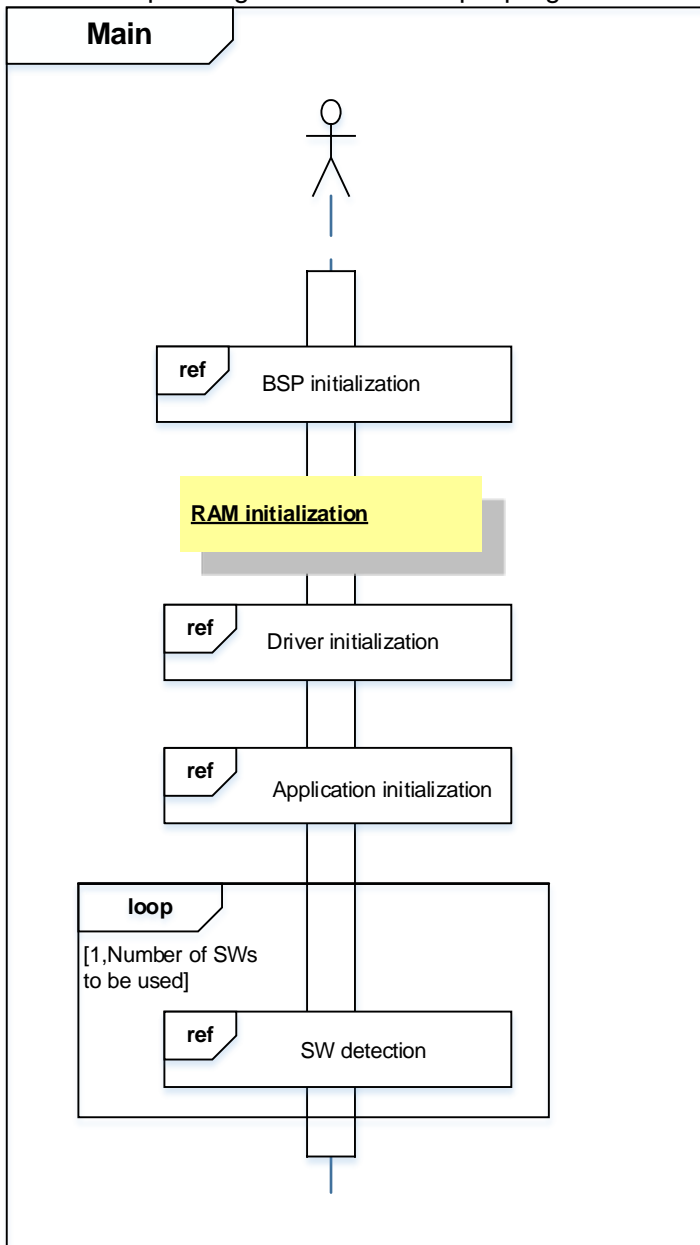 Main
ref
BSP initialization
RAM initialization
ref
Driver initialization
ref
Application initialization
loop
[1,Number of SWs
to be used]
ref
SW detection